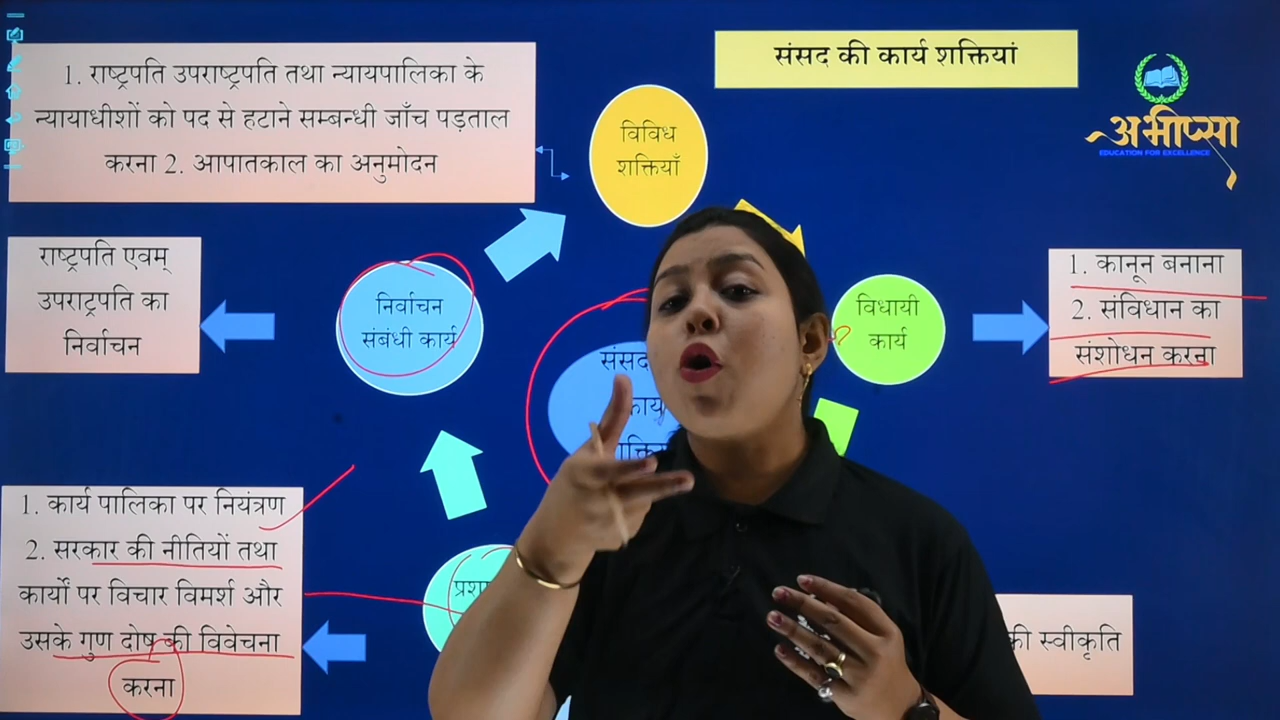 संसद की कार्य शक्तियां
अभीप्सा
EDUCATION FOR EXCELLENCE
1. राष्ट्रपति उपराष्ट्रपति तथा न्यायपालिका के
न्यायाधीशों को पद से हटाने सम्बन्धी जाँच पड़ताल
करना 2. आपातकाल का अनुमोदन
विविध
शक्तियाँ
राष्ट्रपति एवम्
उपराट्रपति का
निर्वाचन
निर्वाचन
संबंधी कार्य
विधायी
कार्य
1. कानून बनाना
2. संविधान का
संशोधन करना
संसद
1. कार्य पालिका पर नियंत्रण
2. सरकार की नीतियों तथा
कार्यों पर विचार विमर्श और
उसके गुण दोष की विवेचना
करना
की स्वीकृति